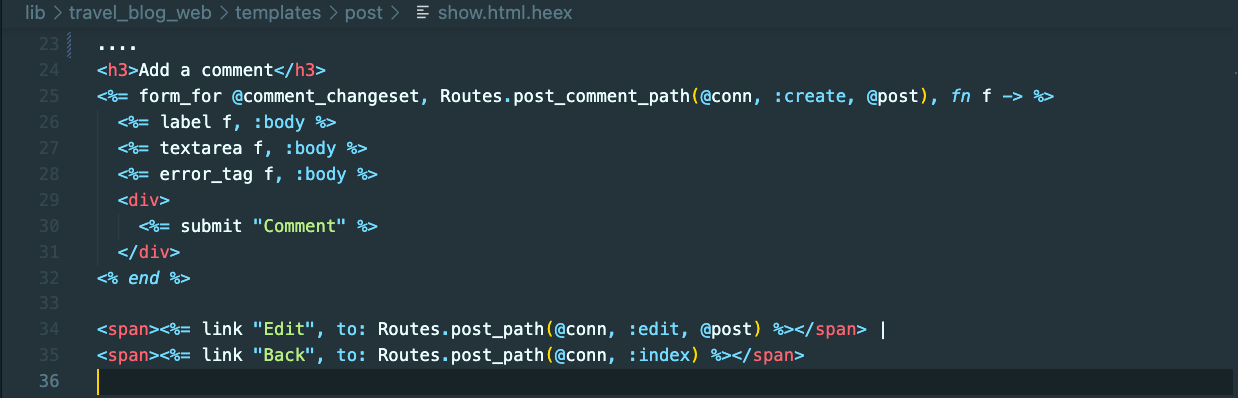 lib > travel_blog_web > templates > post > show.html.heex
23 ....
24 <h3>Add a comment</h3>
25 <%= form_for @comment_changeset, Routes.post_comment_path(@conn, :create, @post), fn f -> %>
26   <%= label f, :body %>
27   <%= textarea f, :body %>
28   <%= error_tag f, :body %>
29   <div>
30     <%= submit "Comment" %>
31   </div>
32 <% end %>
33
34 <span><%= link "Edit", to: Routes.post_path(@conn, :edit, @post) %></span> |
35 <span><%= link "Back", to: Routes.post_path(@conn, :index) %></span>
36